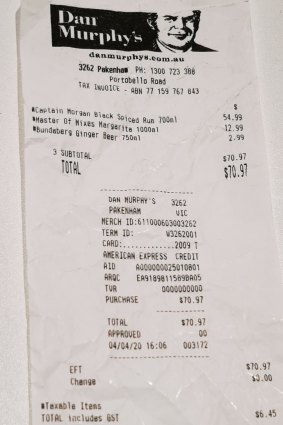 Dan
Murphy's
danmurphys.com.au
3262 Pakenham PH: 1300 723 388
Portobello Road
TAX INVOICE - ABN 77 159 767 843
$
#Captain Morgan Black Spiced Rum 700ml 54.99
#Master Of Mixes Margarita 1000ml 12.99
#Bundaberg Ginger Beer 750ml 2.99
3 SUBTOTAL $70.97
TOTAL $70.97
DAN MURPHY'S 3262
PAKENHAM VIC
MERCH ID:611000603003262
TERM ID: W3262001
CARD:..........2009 T
AMERICAN EXPRESS CREDIT
AID A000000025010801
ARQC EA9189811589BA05
TVR 0000000000
PURCHASE $70.97
TOTAL $70.97
APPROVED 00
04/04/20 16:06 003172
EFT $70.97
Change $0.00
#Taxable Items
TOTAL includes GST $6.45